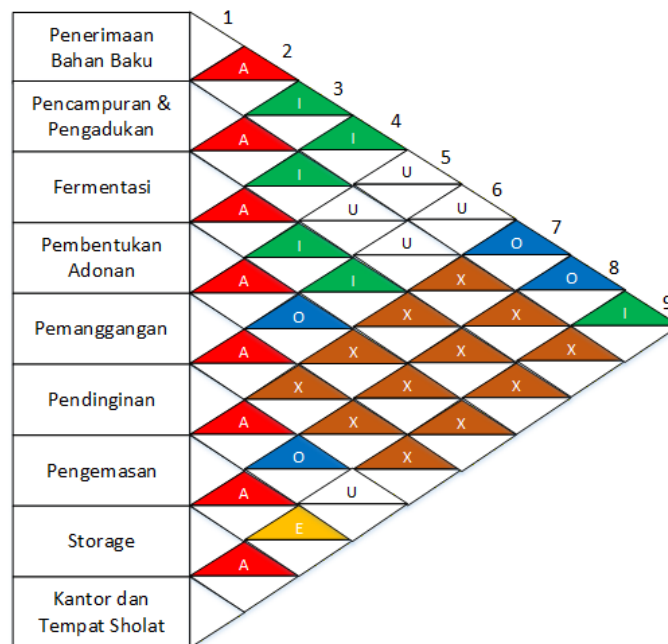 1
Penerimaan
2
Bahan Baku
A
3
Pencampuran &
I
4
Pengadukan
A I
5
I U
Fermentasi
6
A U U
7
Pembentukan
I U O
8
Adonan
A I X O
9
O X X I
Pemanggangan
A X X X
X X X
Pendinginan
A X X
O X
Pengemasan
A U
E
Storage
A
Kantor dan
Tempat Sholat